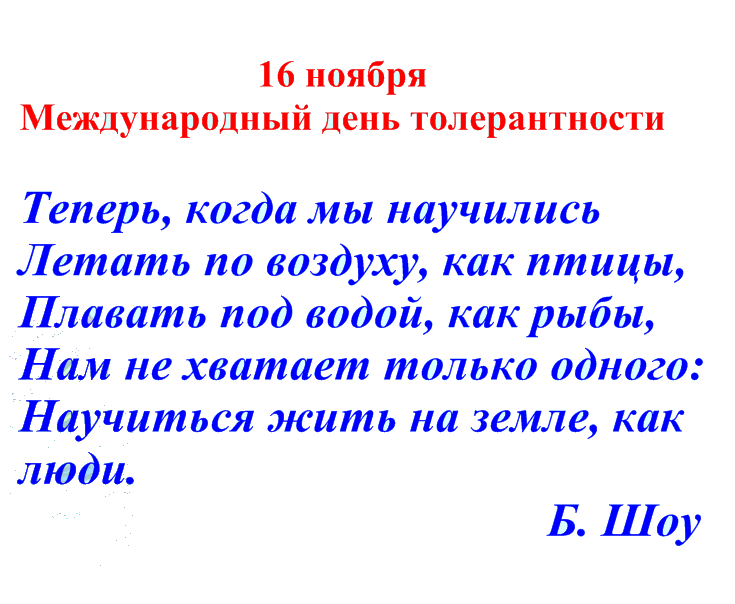 16 ноября
Международный день толерантности
Теперь, когда мы научились
Летать по воздуху, как птицы,
Плавать под водой, как рыбы,
Нам не хватает только одного:
Научиться жить на земле, как
люди.
Б. Шоу